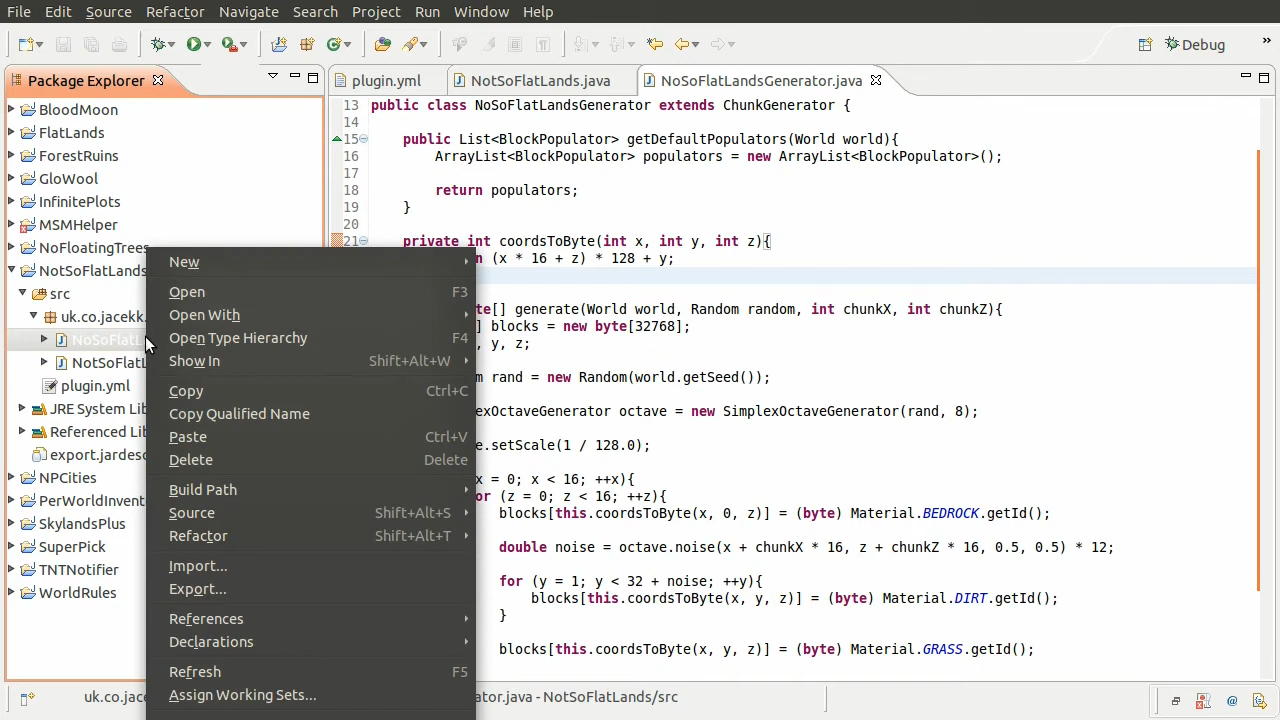 File Edit Source Refactor Navigate Search Project Run Window Help
Debug
»
Package Explorer
BloodMoon
FlatLands
ForestRuins
GloWool
InfinitePlots
MSMHelper
NoFloatingTrees
NotSoFlatLands
src
uk.co.jacekk.
NoSoFlatL
NotSoFlatL
plugin.yml
JRE System Lib
Referenced Lib
export.jardesc
NPCities
PerWorldInvent
SkylandsPlus
SuperPick
TNTNotifier
WorldRules
New
Open F3
Open With
Open Type Hierarchy F4
Show In Shift+Alt+W
Copy Ctrl+C
Copy Qualified Name
Paste Ctrl+V
Delete Delete
Build Path
Source Shift+Alt+S
Refactor Shift+Alt+T
Import...
Export...
References
Declarations
Refresh F5
Assign Working Sets...
plugin.yml NotSoFlatLands.java NoSoFlatLandsGenerator.java
13 public class NoSoFlatLandsGenerator extends ChunkGenerator {
14
15 public List<BlockPopulator> getDefaultPopulators(World world){
16 ArrayList<BlockPopulator> populators = new ArrayList<BlockPopulator>();
17
18 return populators;
19 }
20
21 private int coordsToByte(int x, int y, int z){
n (x * 16 + z) * 128 + y;
te[] generate(World world, Random random, int chunkX, int chunkZ){
] blocks = new byte[32768];
, y, z;
m rand = new Random(world.getSeed());
exOctaveGenerator octave = new SimplexOctaveGenerator(rand, 8);
e.setScale(1 / 128.0);
x = 0; x < 16; ++x){
or (z = 0; z < 16; ++z){
blocks[this.coordsToByte(x, 0, z)] = (byte) Material.BEDROCK.getId();
double noise = octave.noise(x + chunkX * 16, z + chunkZ * 16, 0.5, 0.5) * 12;
for (y = 1; y < 32 + noise; ++y){
blocks[this.coordsToByte(x, y, z)] = (byte) Material.DIRT.getId();
}
blocks[this.coordsToByte(x, y, z)] = (byte) Material.GRASS.getId();
uk.co.jace ator.java - NotSoFlatLands/src